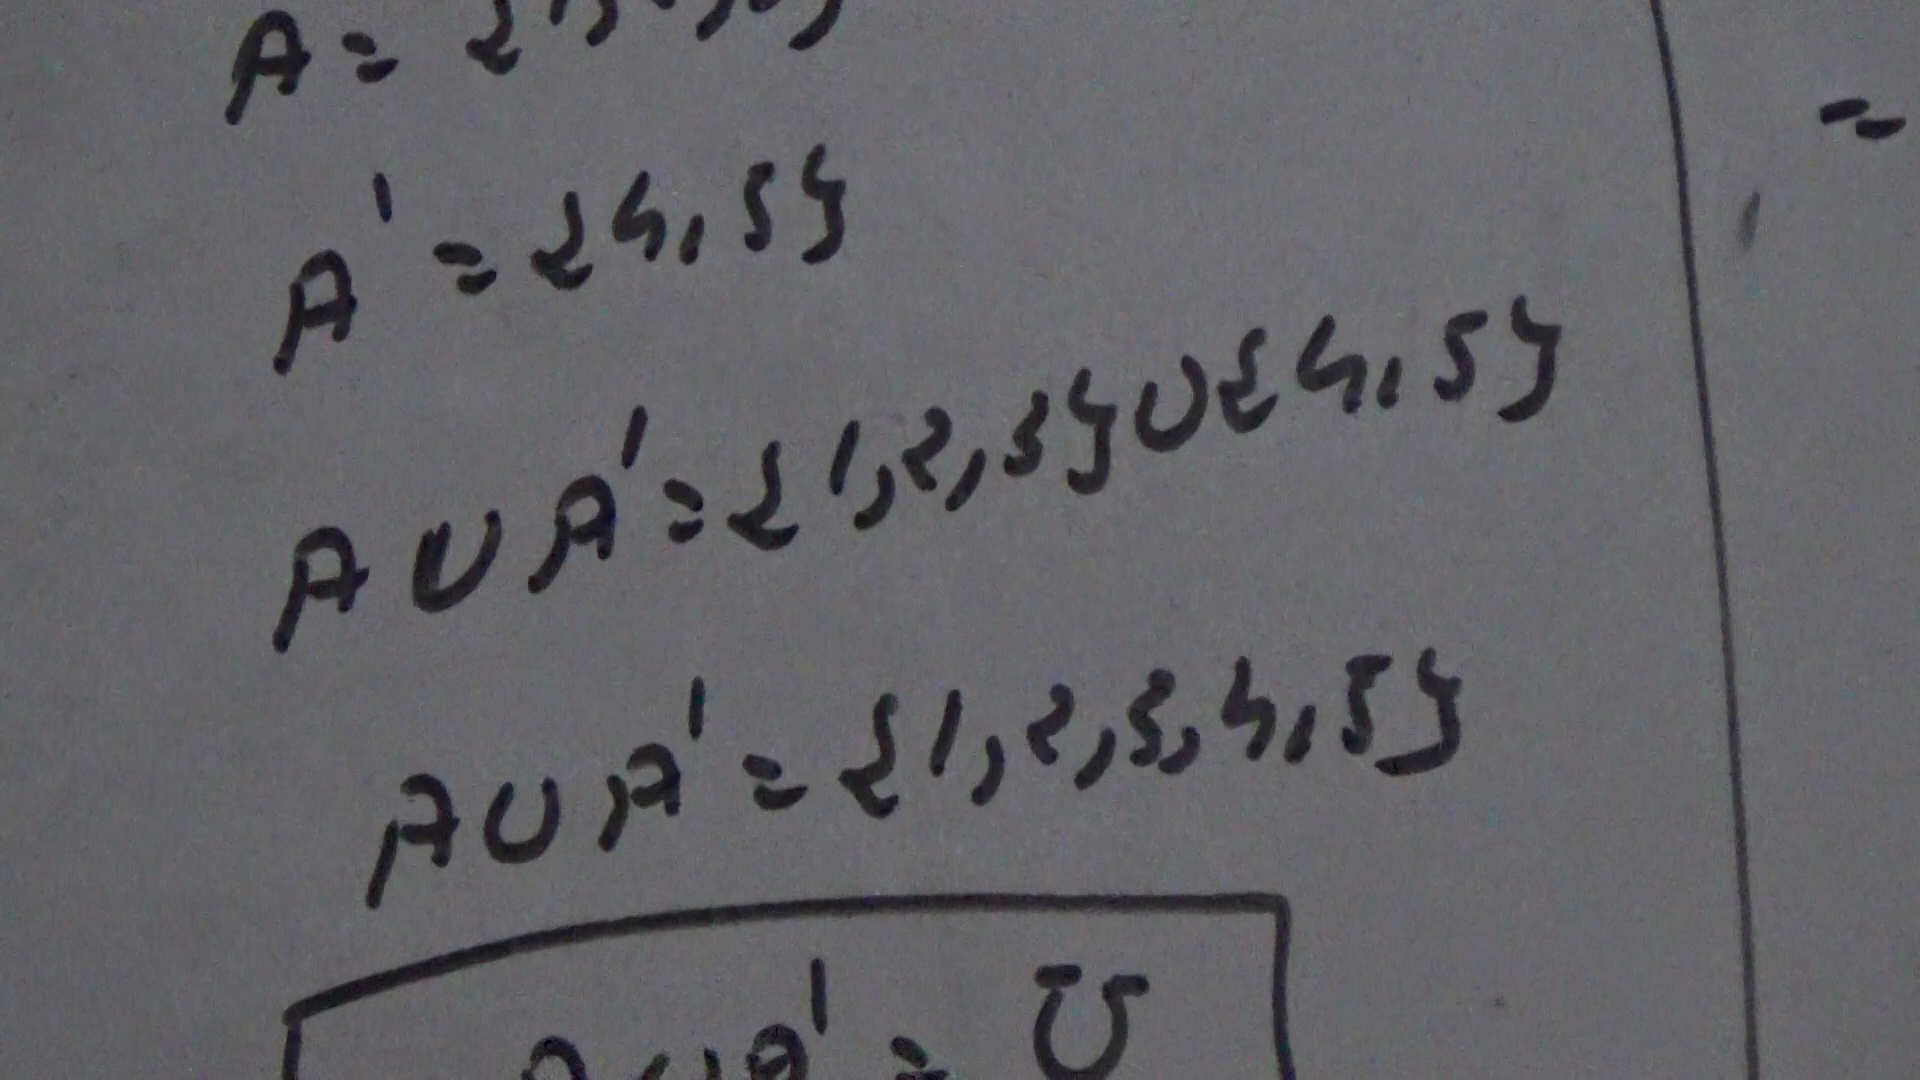 A =
A' = {4,5}
A U A' = {1,2,3} U {4,5}
A U A' = {1,2,3,4,5}
A U A' = U
=